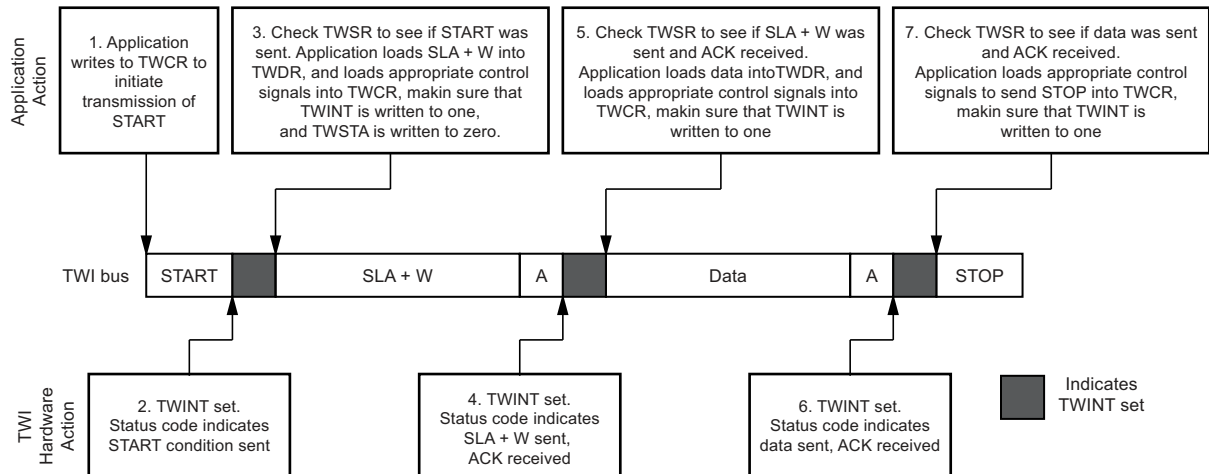 Application
Action
1. Application
writes to TWCR to
initiate
transmission of
START
3. Check TWSR to see if START was
sent. Application loads SLA + W into
TWDR, and loads appropriate control
signals into TWCR, makin sure that
TWINT is written to one,
and TWSTA is written to zero.
5. Check TWSR to see if SLA + W was
sent and ACK received.
Application loads data intoTWDR, and
loads appropriate control signals into
TWCR, makin sure that TWINT is
written to one
7. Check TWSR to see if data was sent
and ACK received.
Application loads appropriate control
signals to send STOP into TWCR,
makin sure that TWINT is
written to one
TWI bus
START
SLA + W
A
Data
A
STOP
TWI
Hardware
Action
2. TWINT set.
Status code indicates
START condition sent
4. TWINT set.
Status code indicates
SLA + W sent,
ACK received
6. TWINT set.
Status code indicates
data sent, ACK received
Indicates
TWINT set